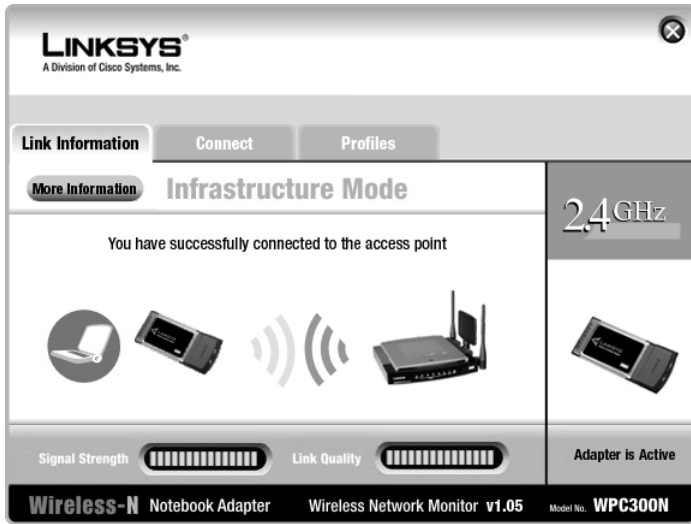 LINKSYS®
A Division of Cisco Systems, Inc.
Link Information
Connect
Profiles
More Information
Infrastructure Mode
2.4 GHz
You have successfully connected to the access point
Signal Strength
Link Quality
Adapter is Active
Wireless-N Notebook Adapter
Wireless Network Monitor v1.05
Model No. WPC300N